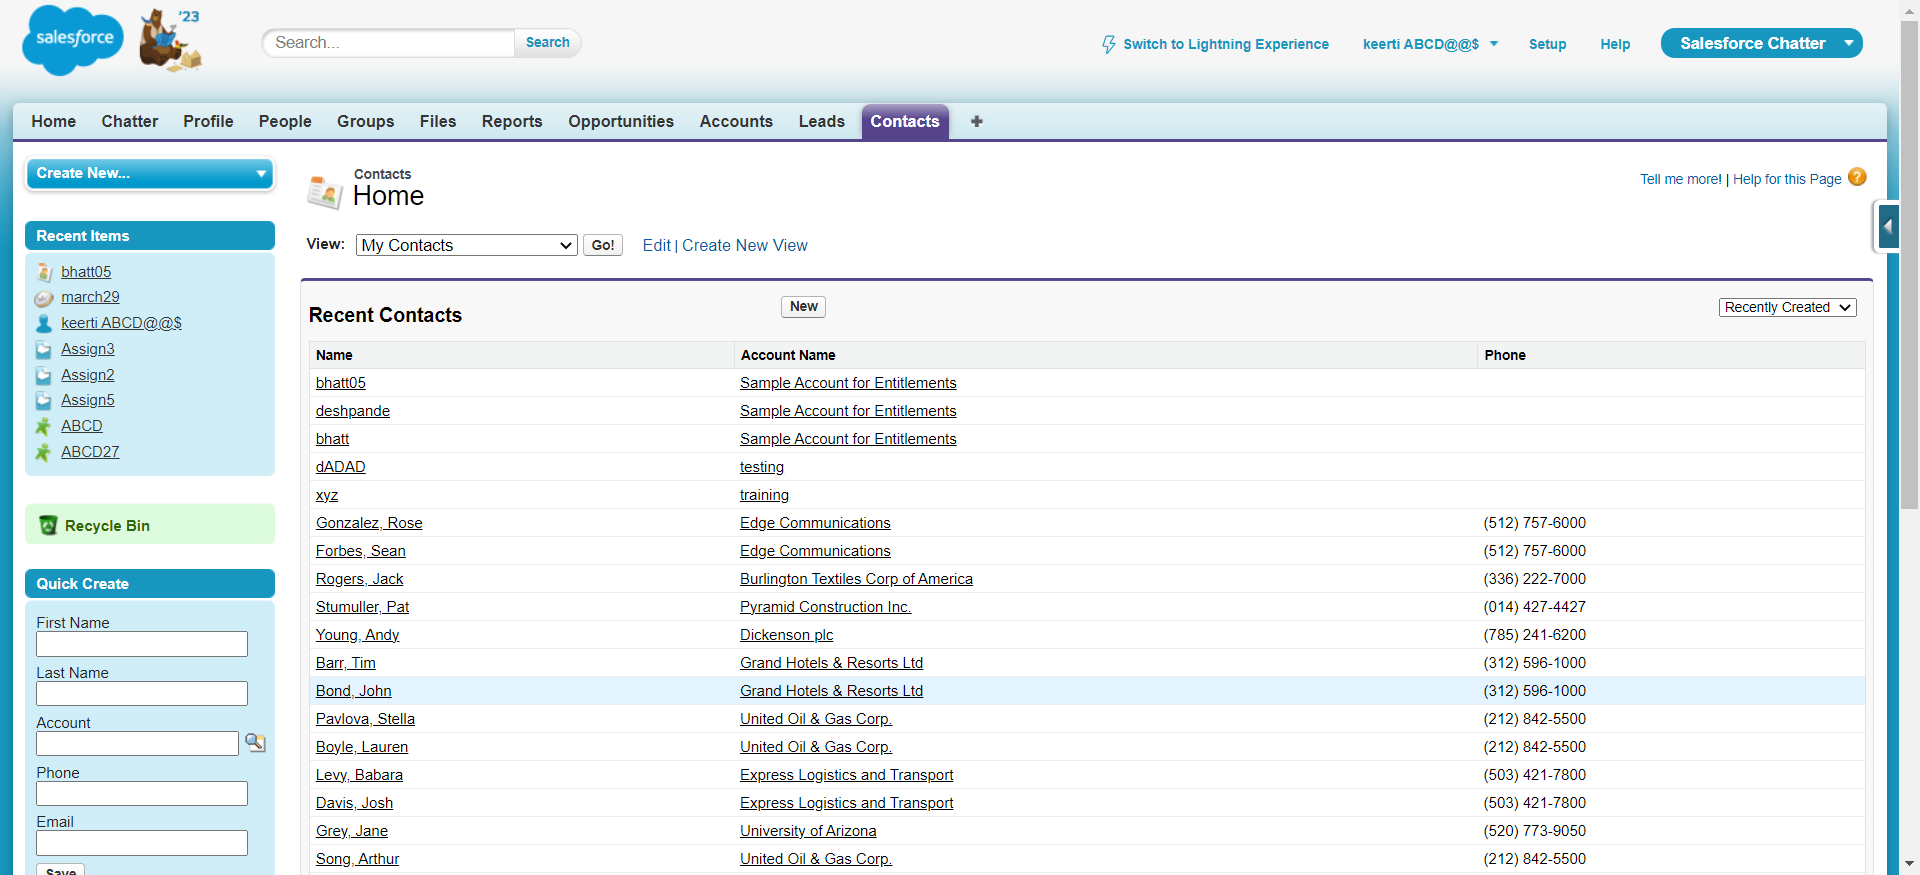 salesforce
'23
Search...
Search
Switch to Lightning Experience
keerti ABCD@@$
Setup
Help
Salesforce Chatter
Home Chatter Profile People Groups Files Reports Opportunities Accounts Leads Contacts +
Create New...
Recent Items
bhatt05
march29
keerti ABCD@@$
Assign3
Assign2
Assign5
ABCD
ABCD27
Recycle Bin
Quick Create
First Name
Last Name
Account
Phone
Email
Save
Contacts
Home
Tell me more! | Help for this Page ?
View: My Contacts Go! Edit | Create New View
Recent Contacts New Recently Created
Name Account Name Phone
bhatt05 Sample Account for Entitlements
deshpande Sample Account for Entitlements
bhatt Sample Account for Entitlements
dADAD testing
xyz training
Gonzalez, Rose Edge Communications (512) 757-6000
Forbes, Sean Edge Communications (512) 757-6000
Rogers, Jack Burlington Textiles Corp of America (336) 222-7000
Stumuller, Pat Pyramid Construction Inc. (014) 427-4427
Young, Andy Dickenson plc (785) 241-6200
Barr, Tim Grand Hotels & Resorts Ltd (312) 596-1000
Bond, John Grand Hotels & Resorts Ltd (312) 596-1000
Pavlova, Stella United Oil & Gas Corp. (212) 842-5500
Boyle, Lauren United Oil & Gas Corp. (212) 842-5500
Levy, Babara Express Logistics and Transport (503) 421-7800
Davis, Josh Express Logistics and Transport (503) 421-7800
Grey, Jane University of Arizona (520) 773-9050
Song, Arthur United Oil & Gas Corp. (212) 842-5500